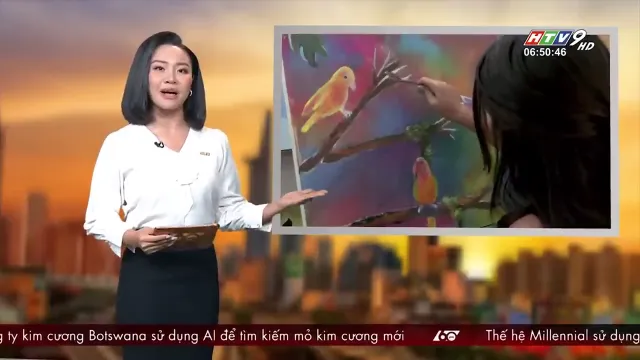 HTV9 HD
06:50:46
g ty kim cương Botswana sử dụng AI để tìm kiếm mỏ kim cương mới 60 Thế hệ Millennial sử dụng